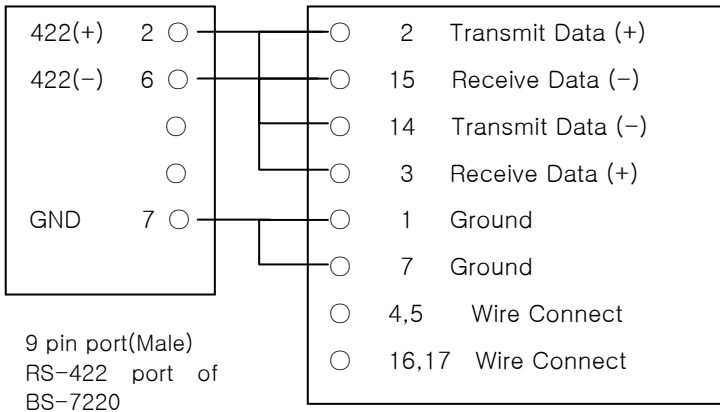 422(+) 2 2 Transmit Data (+)
422(-) 6 15 Receive Data (-)
14 Transmit Data (-)
3 Receive Data (+)
GND 7 1 Ground
7 Ground
4,5 Wire Connect
16,17 Wire Connect
9 pin port(Male)
RS-422 port of
BS-7220